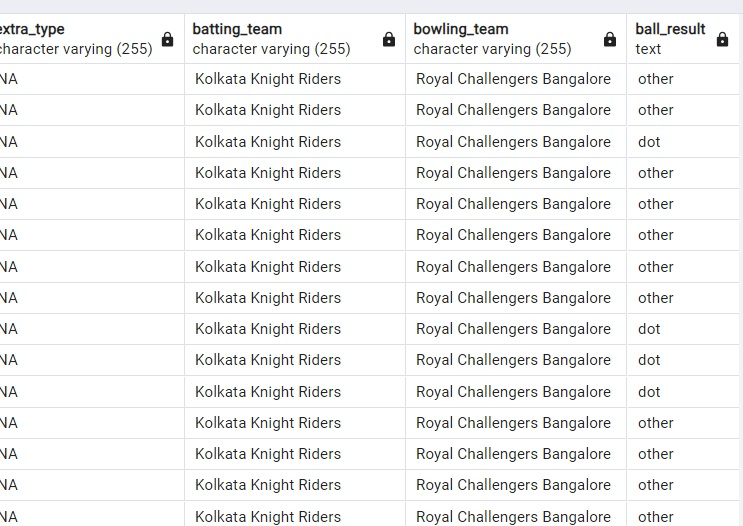 extra_type batting_team bowling_team ball_result
character varying (255) character varying (255) character varying (255) text
NA Kolkata Knight Riders Royal Challengers Bangalore other
NA Kolkata Knight Riders Royal Challengers Bangalore other
NA Kolkata Knight Riders Royal Challengers Bangalore dot
NA Kolkata Knight Riders Royal Challengers Bangalore other
NA Kolkata Knight Riders Royal Challengers Bangalore other
NA Kolkata Knight Riders Royal Challengers Bangalore other
NA Kolkata Knight Riders Royal Challengers Bangalore other
NA Kolkata Knight Riders Royal Challengers Bangalore other
NA Kolkata Knight Riders Royal Challengers Bangalore dot
NA Kolkata Knight Riders Royal Challengers Bangalore dot
NA Kolkata Knight Riders Royal Challengers Bangalore dot
NA Kolkata Knight Riders Royal Challengers Bangalore other
NA Kolkata Knight Riders Royal Challengers Bangalore other
NA Kolkata Knight Riders Royal Challengers Bangalore other
NA Kolkata Knight Riders Royal Challengers Bangalore other